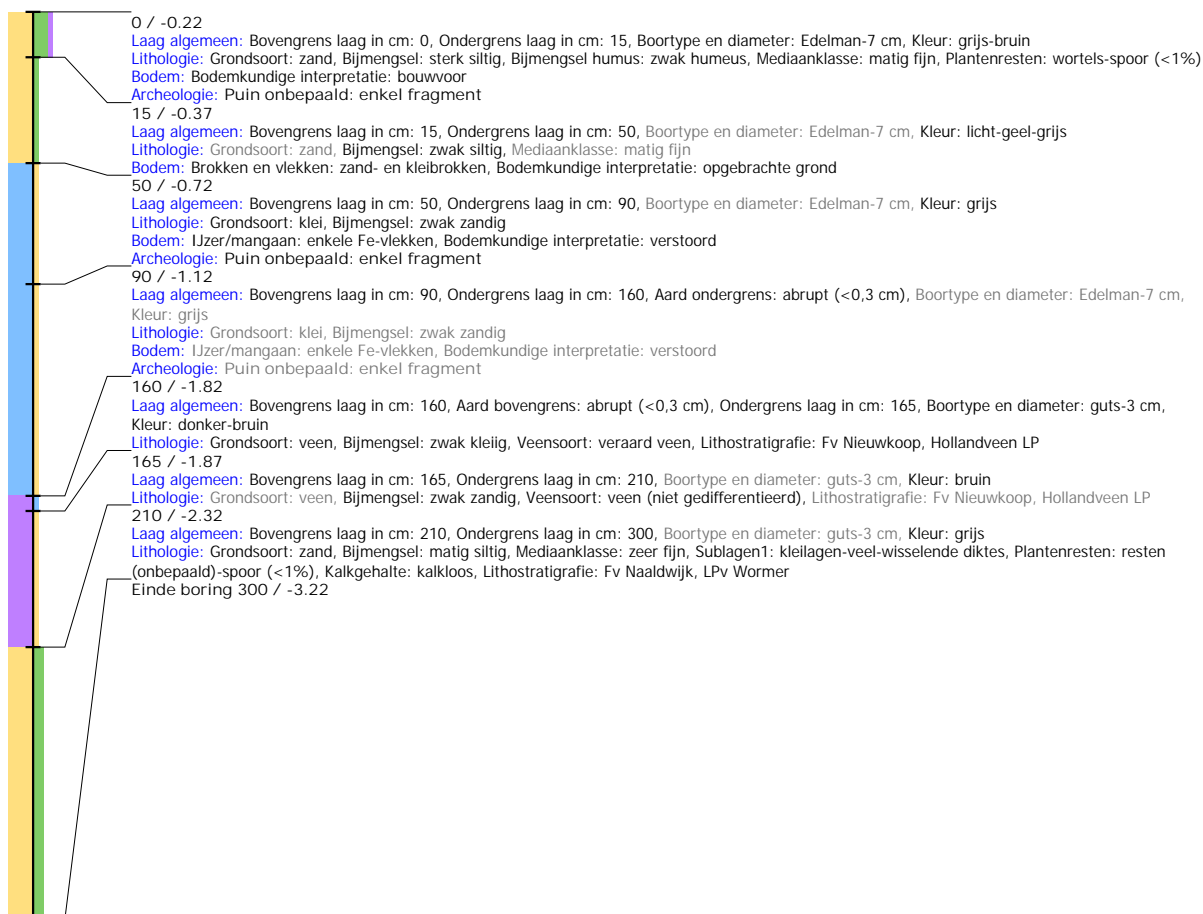 0 / -0.22
Laag algemeen: Bovengrens laag in cm: 0, Ondergrens laag in cm: 15, Boortype en diameter: Edelman-7 cm, Kleur: grijs-bruin
Lithologie: Grondsoort: zand, Bijmengsel: sterk siltig, Bijmengsel humus: zwak humeus, Mediaanklasse: matig fijn, Plantenresten: wortels-spoor (<1%)
Bodem: Bodemkundige interpretatie: bouwvoor
Archeologie: Puin onbepaald: enkel fragment
15 / -0.37
Laag algemeen: Bovengrens laag in cm: 15, Ondergrens laag in cm: 50, Boortype en diameter: Edelman-7 cm, Kleur: licht-geel-grijs
Lithologie: Grondsoort: zand, Bijmengsel: zwak siltig, Mediaanklasse: matig fijn
Bodem: Brokken en vlekken: zand- en kleibrokken, Bodemkundige interpretatie: opgebrachte grond
50 / -0.72
Laag algemeen: Bovengrens laag in cm: 50, Ondergrens laag in cm: 90, Boortype en diameter: Edelman-7 cm, Kleur: grijs
Lithologie: Grondsoort: klei, Bijmengsel: zwak zandig
Bodem: IJzer/mangaan: enkele Fe-vlekken, Bodemkundige interpretatie: verstoord
Archeologie: Puin onbepaald: enkel fragment
90 / -1.12
Laag algemeen: Bovengrens laag in cm: 90, Ondergrens laag in cm: 160, Aard ondergrens: abrupt (<0,3 cm), Boortype en diameter: Edelman-7 cm,
Kleur: grijs
Lithologie: Grondsoort: klei, Bijmengsel: zwak zandig
Bodem: IJzer/mangaan: enkele Fe-vlekken, Bodemkundige interpretatie: verstoord
Archeologie: Puin onbepaald: enkel fragment
160 / -1.82
Laag algemeen: Bovengrens laag in cm: 160, Aard bovengrens: abrupt (<0,3 cm), Ondergrens laag in cm: 165, Boortype en diameter: guts-3 cm,
Kleur: donker-bruin
Lithologie: Grondsoort: veen, Bijmengsel: zwak kleiig, Veensoort: veraard veen, Lithostratigrafie: Fv Nieuwkoop, Hollandveen LP
165 / -1.87
Laag algemeen: Bovengrens laag in cm: 165, Ondergrens laag in cm: 210, Boortype en diameter: guts-3 cm, Kleur: bruin
Lithologie: Grondsoort: veen, Bijmengsel: zwak zandig, Veensoort: veen (niet gedifferentieerd), Lithostratigrafie: Fv Nieuwkoop, Hollandveen LP
210 / -2.32
Laag algemeen: Bovengrens laag in cm: 210, Ondergrens laag in cm: 300, Boortype en diameter: guts-3 cm, Kleur: grijs
Lithologie: Grondsoort: zand, Bijmengsel: matig siltig, Mediaanklasse: zeer fijn, Sublagen1: kleilagen-veel-wisselende diktes, Plantenresten: resten
(onbepaald)-spoor (<1%), Kalkgehalte: kalkloos, Lithostratigrafie: Fv Naaldwijk, LPv Wormer
Einde boring 300 / -3.22